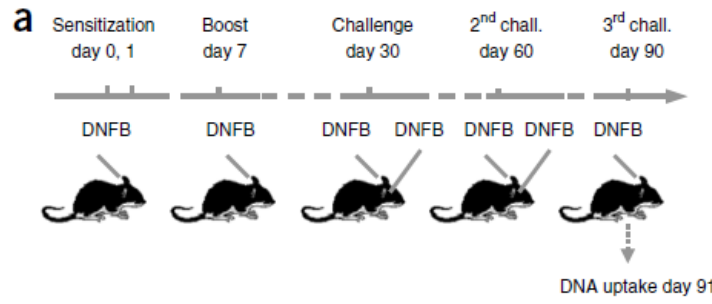 a
Sensitization Boost Challenge 2nd chall. 3rd chall.
day 0, 1 day 7 day 30 day 60 day 90
DNFB DNFB DNFB DNFB DNFB DNFB DNFB
DNA uptake day 91